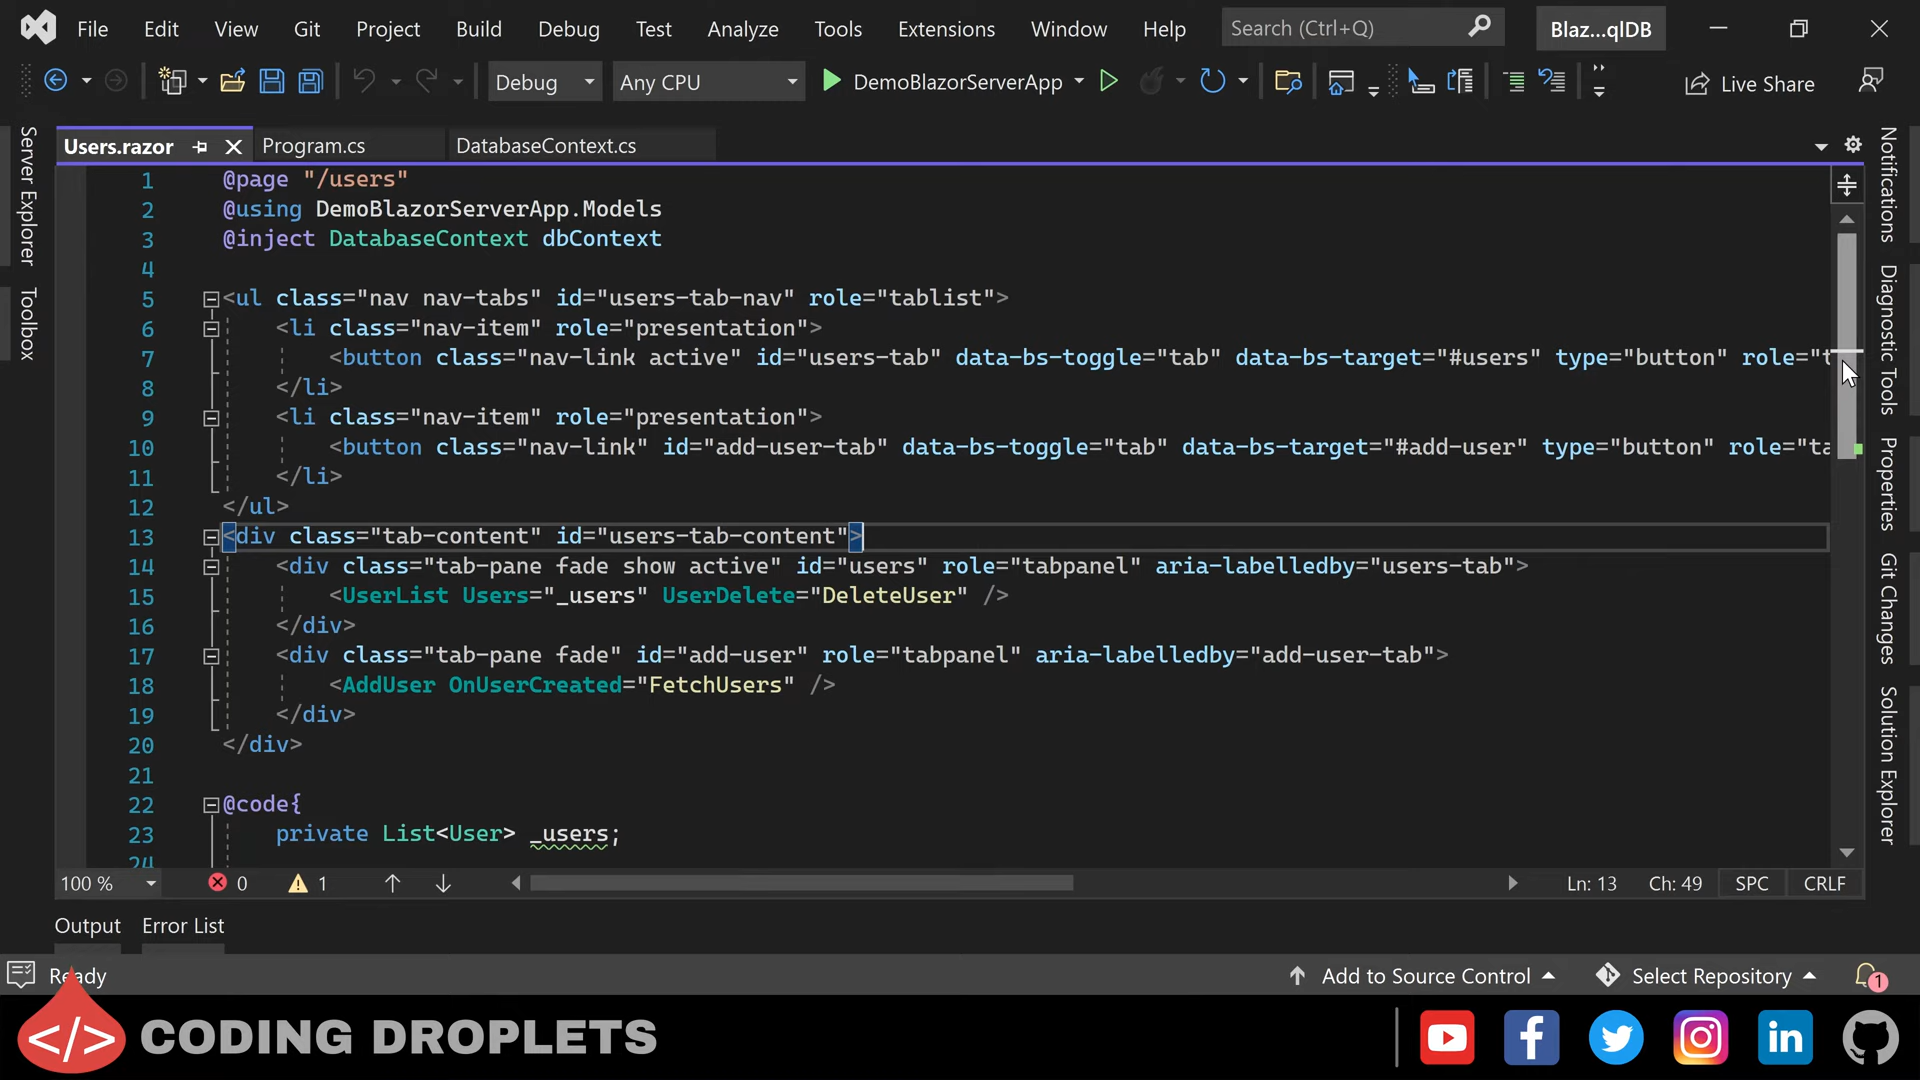 File Edit View Git Project Build Debug Test Analyze Tools Extensions Window Help Search (Ctrl+Q) Blaz...qlDB
Debug Any CPU DemoBlazorServerApp Live Share
Server Explorer
Toolbox
Users.razor Program.cs DatabaseContext.cs
1 @page "/users"
2 @using DemoBlazorServerApp.Models
3 @inject DatabaseContext dbContext
4
5 <ul class="nav nav-tabs" id="users-tab-nav" role="tablist">
6 <li class="nav-item" role="presentation">
7 <button class="nav-link active" id="users-tab" data-bs-toggle="tab" data-bs-target="#users" type="button" role="t
8 </li>
9 <li class="nav-item" role="presentation">
10 <button class="nav-link" id="add-user-tab" data-bs-toggle="tab" data-bs-target="#add-user" type="button" role="ta
11 </li>
12 </ul>
13 <div class="tab-content" id="users-tab-content">
14 <div class="tab-pane fade show active" id="users" role="tabpanel" aria-labelledby="users-tab">
15 <UserList Users="_users" UserDelete="DeleteUser" />
16 </div>
17 <div class="tab-pane fade" id="add-user" role="tabpanel" aria-labelledby="add-user-tab">
18 <AddUser OnUserCreated="FetchUsers" />
19 </div>
20 </div>
21
22 @code{
23 private List<User> _users;
24
Notifications
Diagnostic Tools
Properties
Git Changes
Solution Explorer
100 % 0 1 Ln: 13 Ch: 49 SPC CRLF
Output Error List
Ready Add to Source Control Select Repository 1
</> CODING DROPLETS